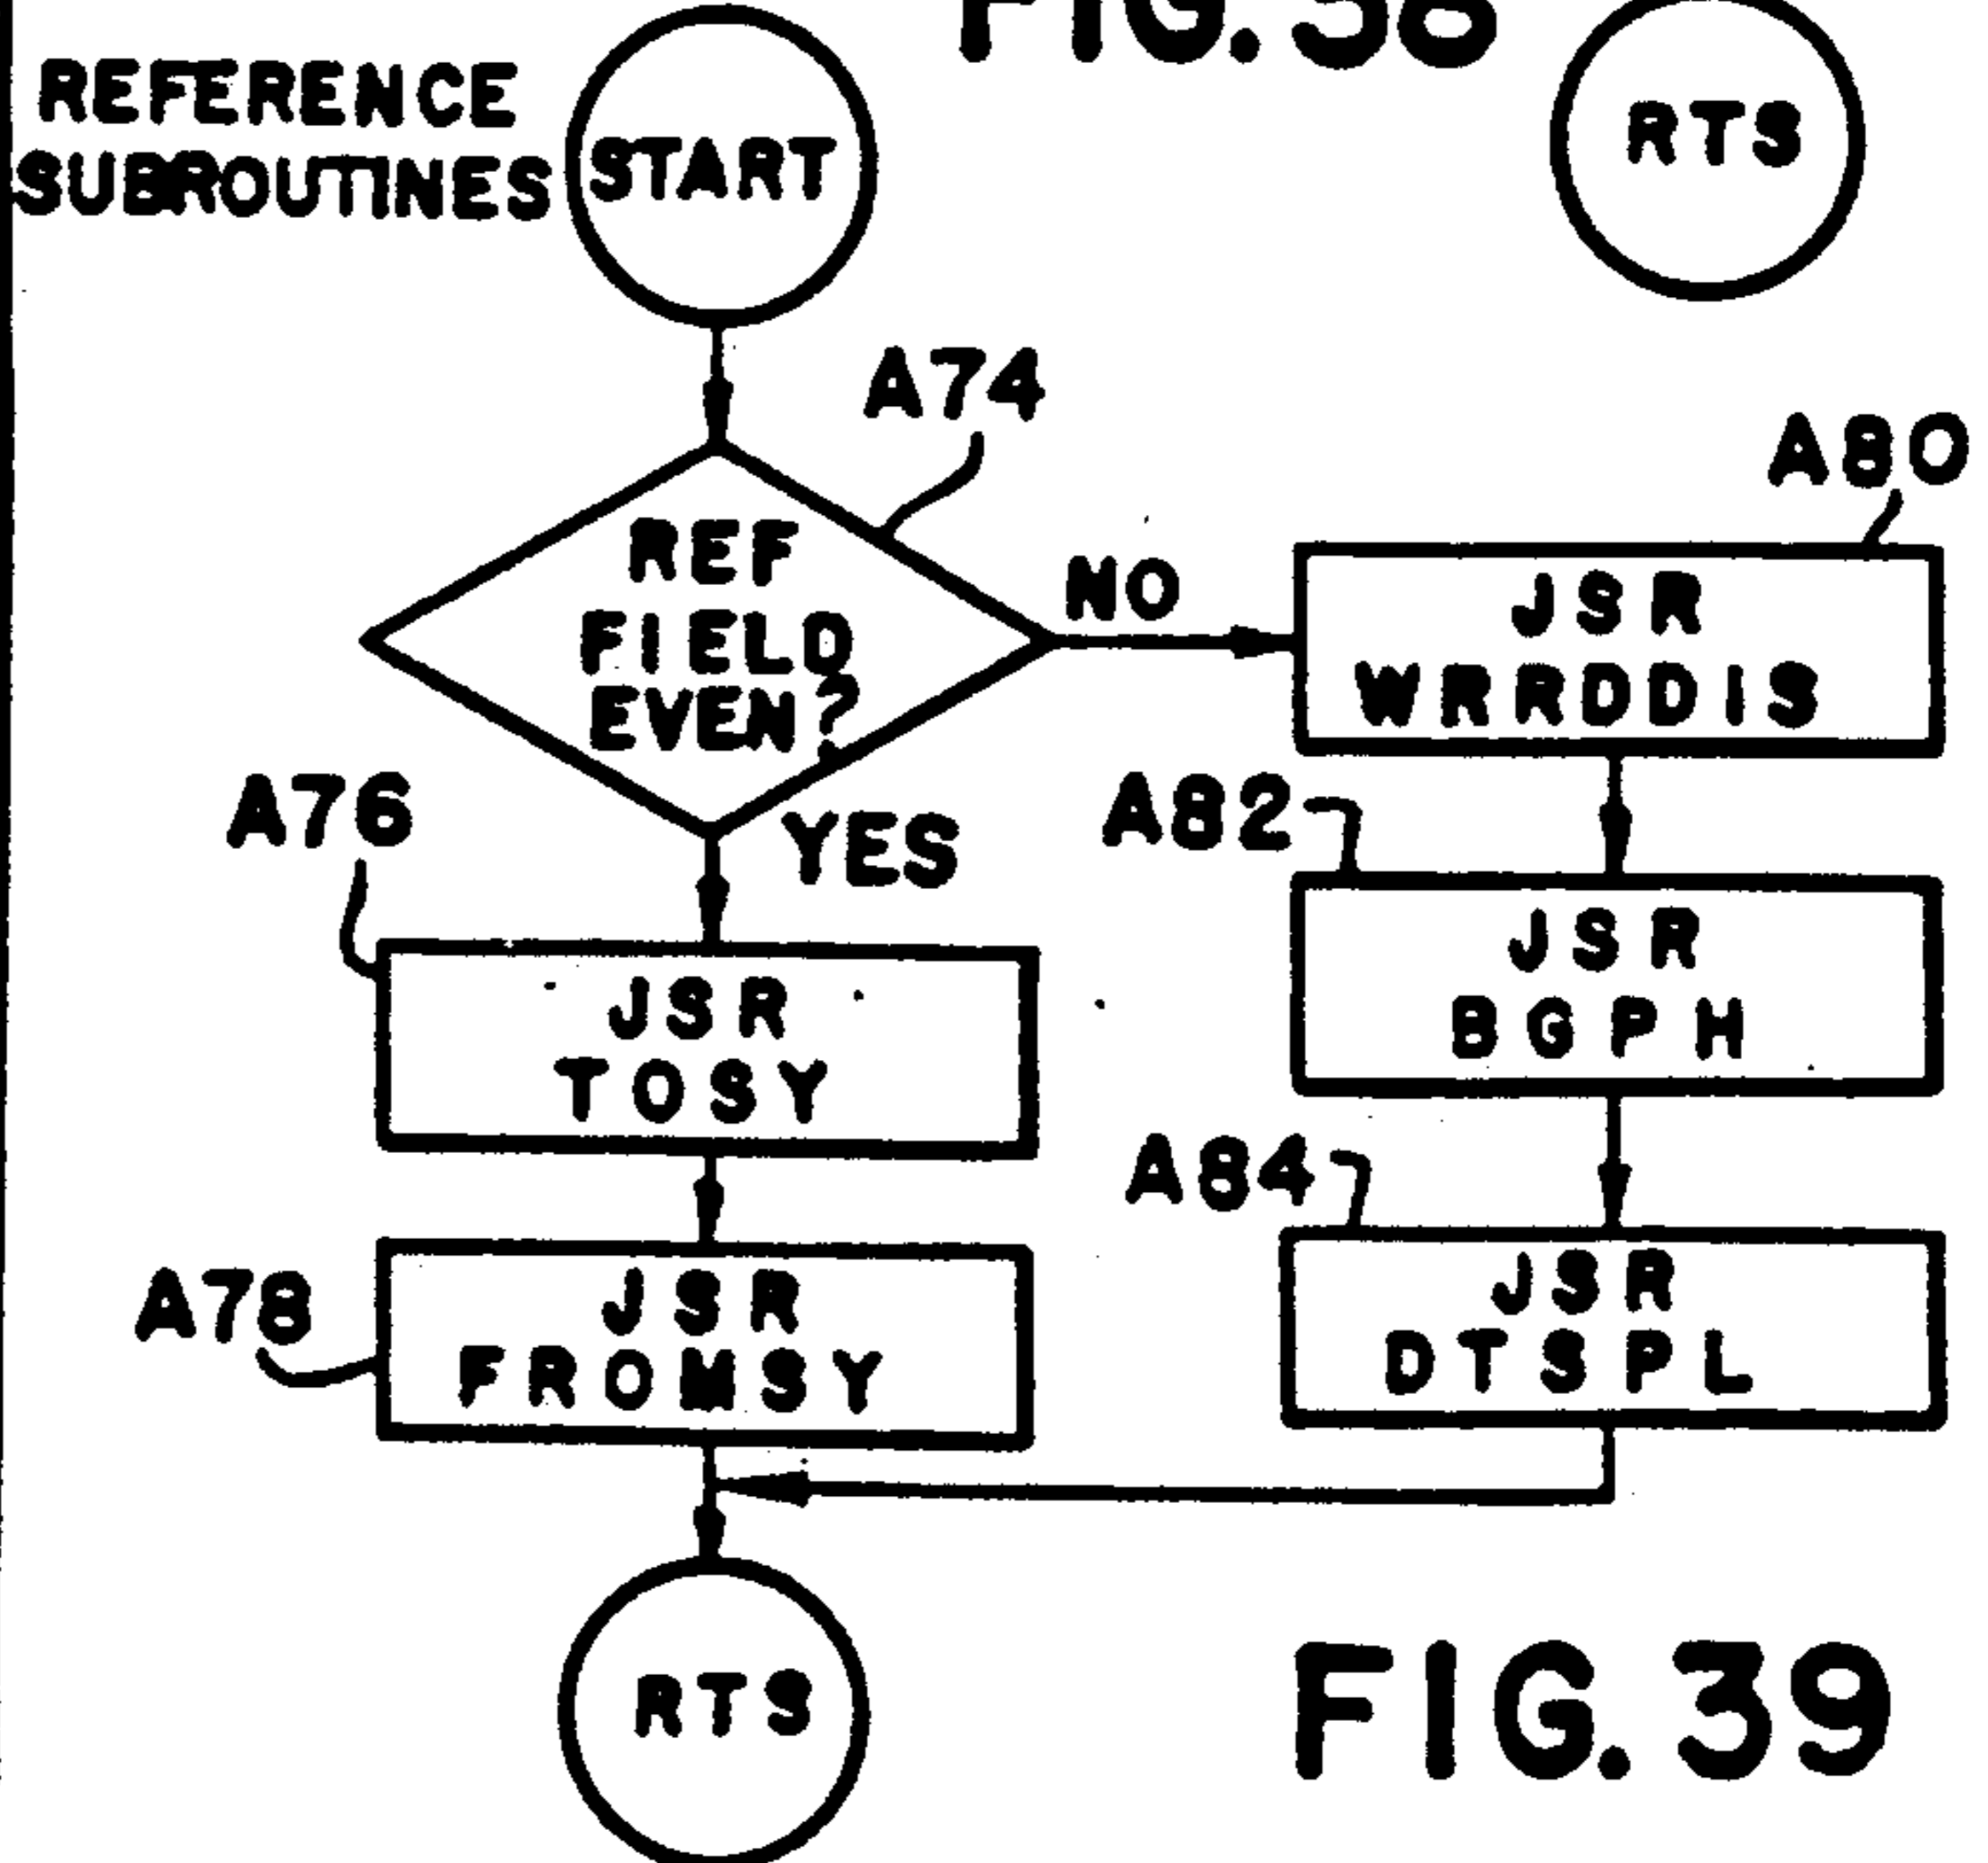 FIG. 38
REFERENCE
SUBROUTINES
START
RTS
A74
A80
REF
FIELD
EVEN?
NO
JSR
WRRDDIS
A76
YES
A82
JSR
TOSY
JSR
BGPH
A84
A78
JSR
FROMSY
JSR
DTSPL
RTS
FIG. 39